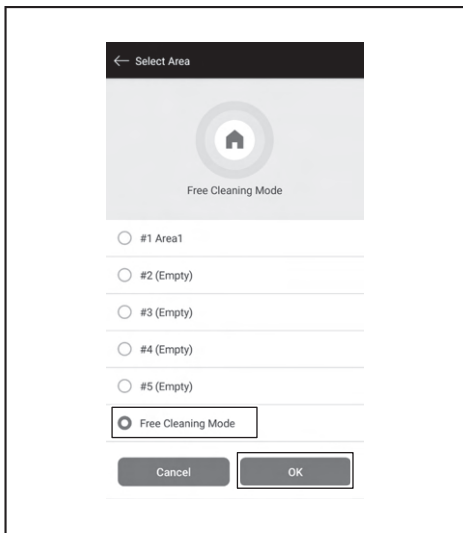 ← Select Area
Free Cleaning Mode
#1 Area1
#2 (Empty)
#3 (Empty)
#4 (Empty)
#5 (Empty)
Free Cleaning Mode
Cancel
OK